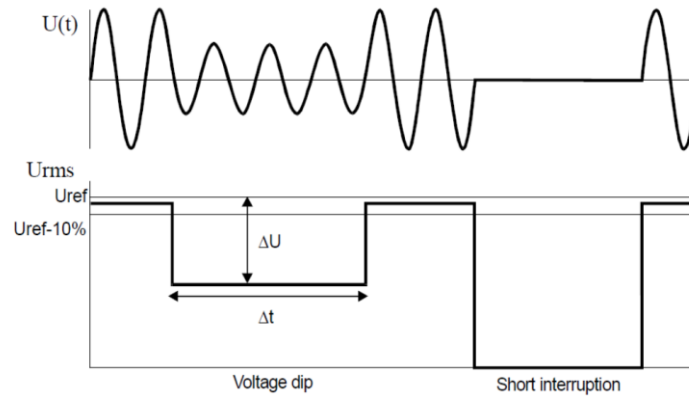 U(t)
Urms
Uref
Uref-10%
ΔU
Δt
Voltage dip
Short interruption